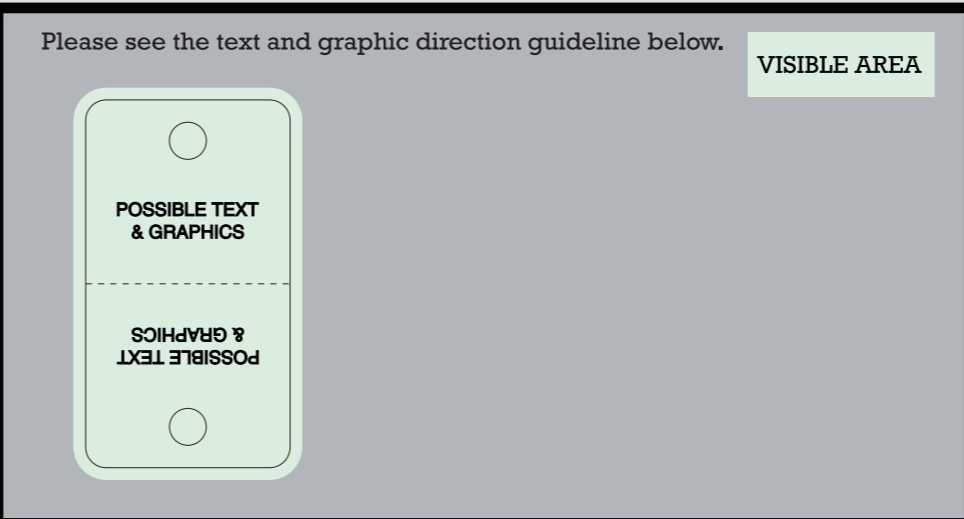 Please see the text and graphic direction guideline below.
VISIBLE AREA
POSSIBLE TEXT
& GRAPHICS
POSSIBLE TEXT
& GRAPHICS